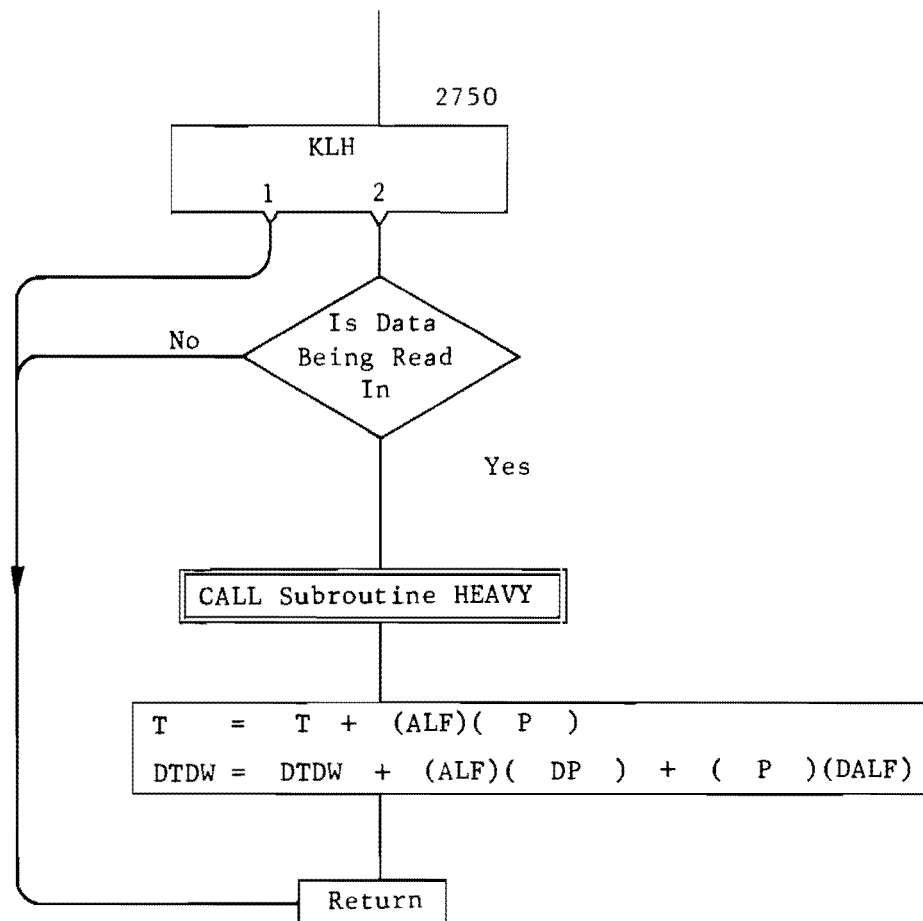 2750
KLH
1 2
Is Data
No
Being Read
In
Yes
CALL Subroutine HEAVY
T = T + (ALF)( P )
DTDW = DTDW + (ALF)( DP ) + ( P )(DALF)
Return